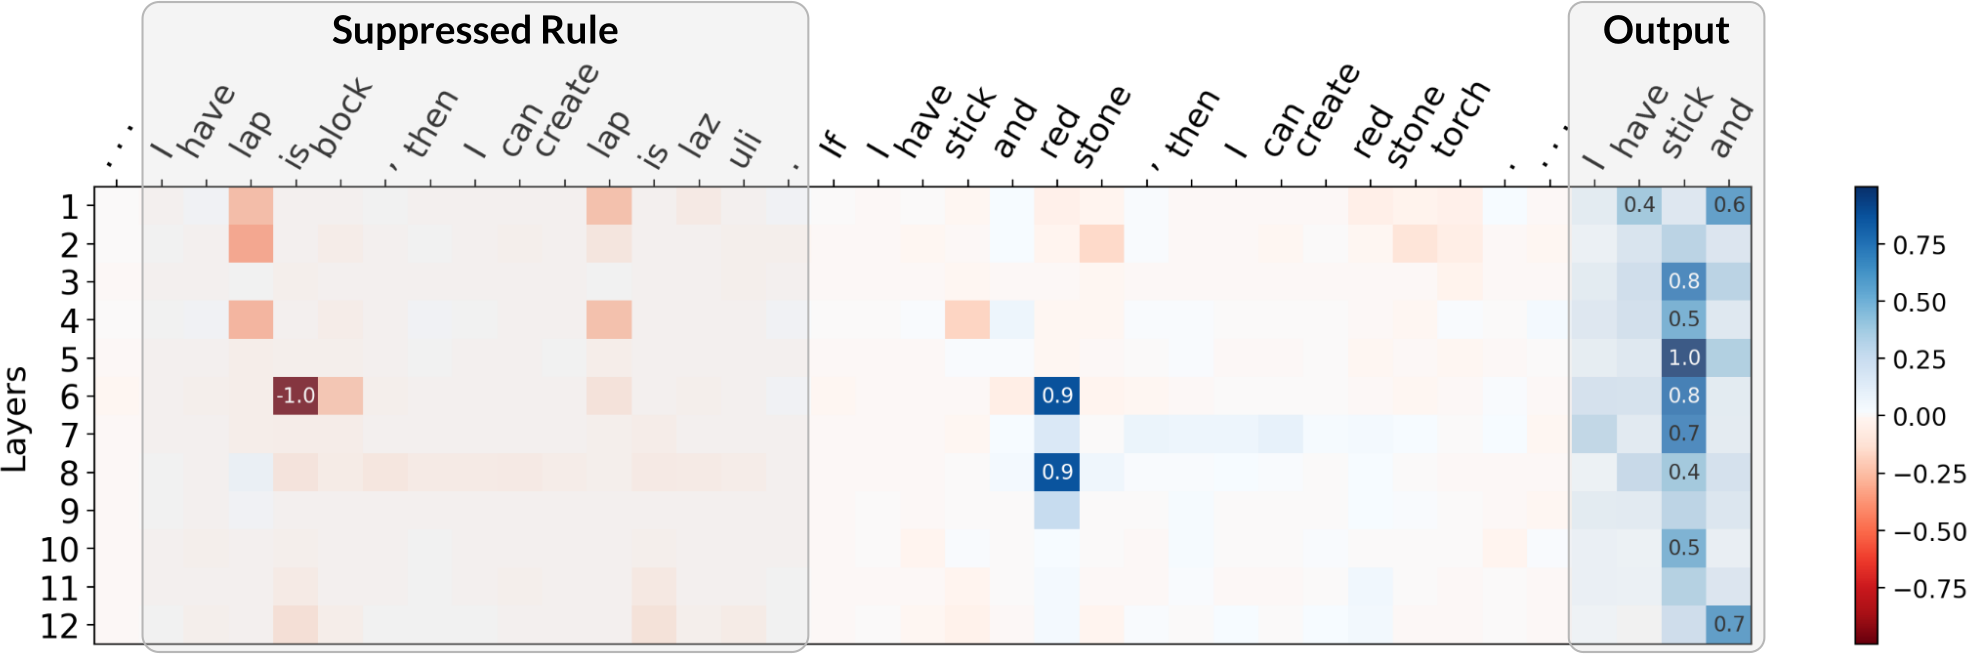 Suppressed Rule
Output
. . . I have lap is block , then I can create lap is laz uli . If I have stick and red stone , then I can create red stone torch . . . . I have stick and
Layers
1 0.4 0.6
2
3 0.8
4 0.5
5 1.0
6 -1.0 0.9 0.8
7 0.7
8 0.9 0.4
9
10 0.5
11
12 0.7
0.75
0.50
0.25
0.00
−0.25
−0.50
−0.75